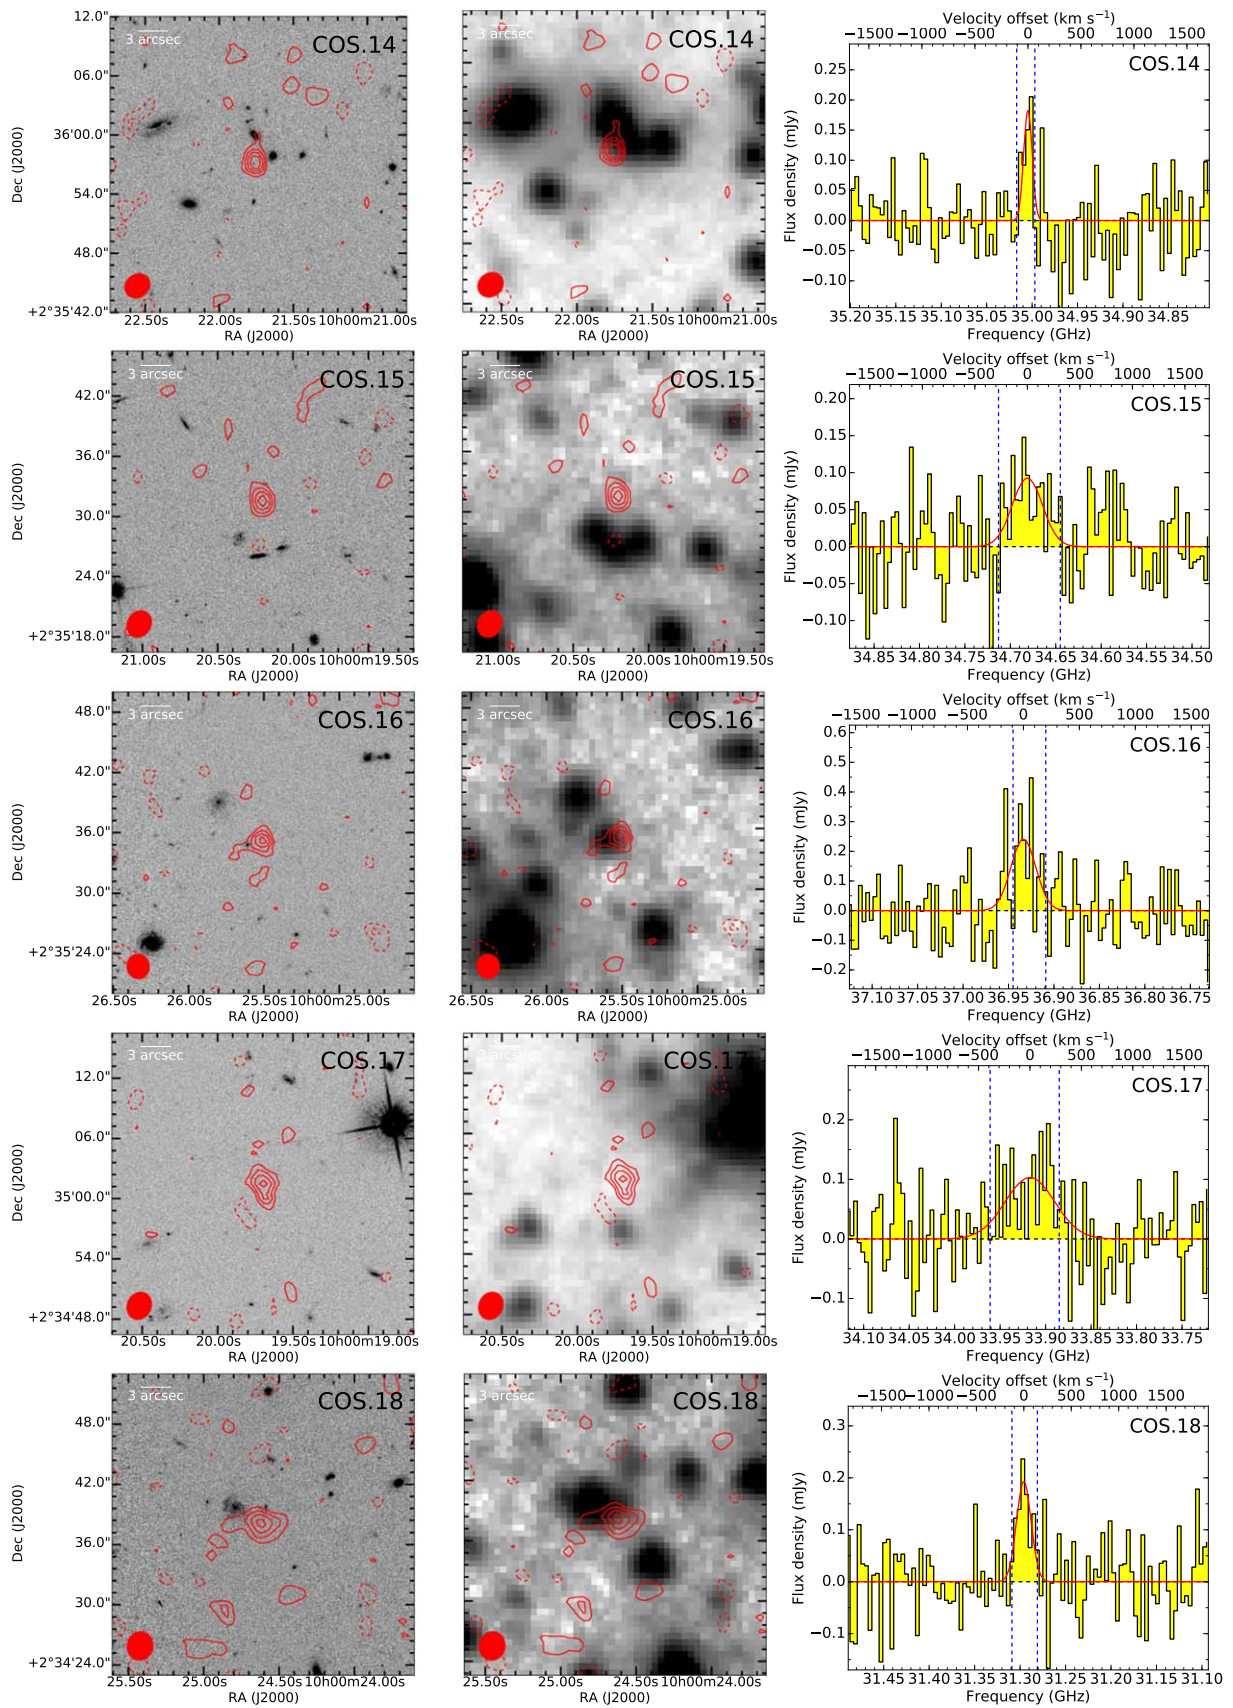 3 arcsec
COS.14
12.0"
06.0"
36'00.0"
54.0"
48.0"
+2°35'42.0"
Dec (J2000)
22.50s 22.00s 21.50s 10h00m21.00s
RA (J2000)
3 arcsec
COS.14
22.50s 22.00s 21.50s 10h00m21.00s
RA (J2000)
Velocity offset (km s⁻¹)
−1500 −1000 −500 0 500 1000 1500
COS.14
0.25
0.20
0.15
0.10
0.05
0.00
−0.05
−0.10
Flux density (mJy)
35.20 35.15 35.10 35.05 35.00 34.95 34.90 34.85
Frequency (GHz)
3 arcsec
COS.15
42.0"
36.0"
30.0"
24.0"
+2°35'18.0"
Dec (J2000)
21.00s 20.50s 20.00s 10h00m19.50s
RA (J2000)
3 arcsec
COS.15
21.00s 20.50s 20.00s 10h00m19.50s
RA (J2000)
Velocity offset (km s⁻¹)
−1500 −1000 −500 0 500 1000 1500
COS.15
0.20
0.15
0.10
0.05
0.00
−0.05
−0.10
Flux density (mJy)
34.85 34.80 34.75 34.70 34.65 34.60 34.55 34.50
Frequency (GHz)
3 arcsec
COS.16
48.0"
42.0"
36.0"
30.0"
+2°35'24.0"
Dec (J2000)
26.50s 26.00s 25.50s 10h00m25.00s
RA (J2000)
3 arcsec
COS.16
26.50s 26.00s 25.50s 10h00m25.00s
RA (J2000)
Velocity offset (km s⁻¹)
−1500 −1000 −500 0 500 1000 1500
COS.16
0.6
0.5
0.4
0.3
0.2
0.1
0.0
−0.1
−0.2
Flux density (mJy)
37.10 37.05 37.00 36.95 36.90 36.85 36.80 36.75
Frequency (GHz)
3 arcsec
COS.17
12.0"
06.0"
35'00.0"
54.0"
+2°34'48.0"
Dec (J2000)
20.50s 20.00s 19.50s 10h00m19.00s
RA (J2000)
3 arcsec
COS.17
20.50s 20.00s 19.50s 10h00m19.00s
RA (J2000)
Velocity offset (km s⁻¹)
−1500 −1000 −500 0 500 1000 1500
COS.17
0.2
0.1
0.0
−0.1
Flux density (mJy)
34.10 34.05 34.00 33.95 33.90 33.85 33.80 33.75
Frequency (GHz)
3 arcsec
COS.18
48.0"
42.0"
36.0"
30.0"
+2°34'24.0"
Dec (J2000)
25.50s 25.00s 24.50s 10h00m24.00s
RA (J2000)
3 arcsec
COS.18
25.50s 25.00s 24.50s 10h00m24.00s
RA (J2000)
Velocity offset (km s⁻¹)
−1500 −1000 −500 0 500 1000 1500
COS.18
0.3
0.2
0.1
0.0
−0.1
Flux density (mJy)
31.45 31.40 31.35 31.30 31.25 31.20 31.15 31.10
Frequency (GHz)